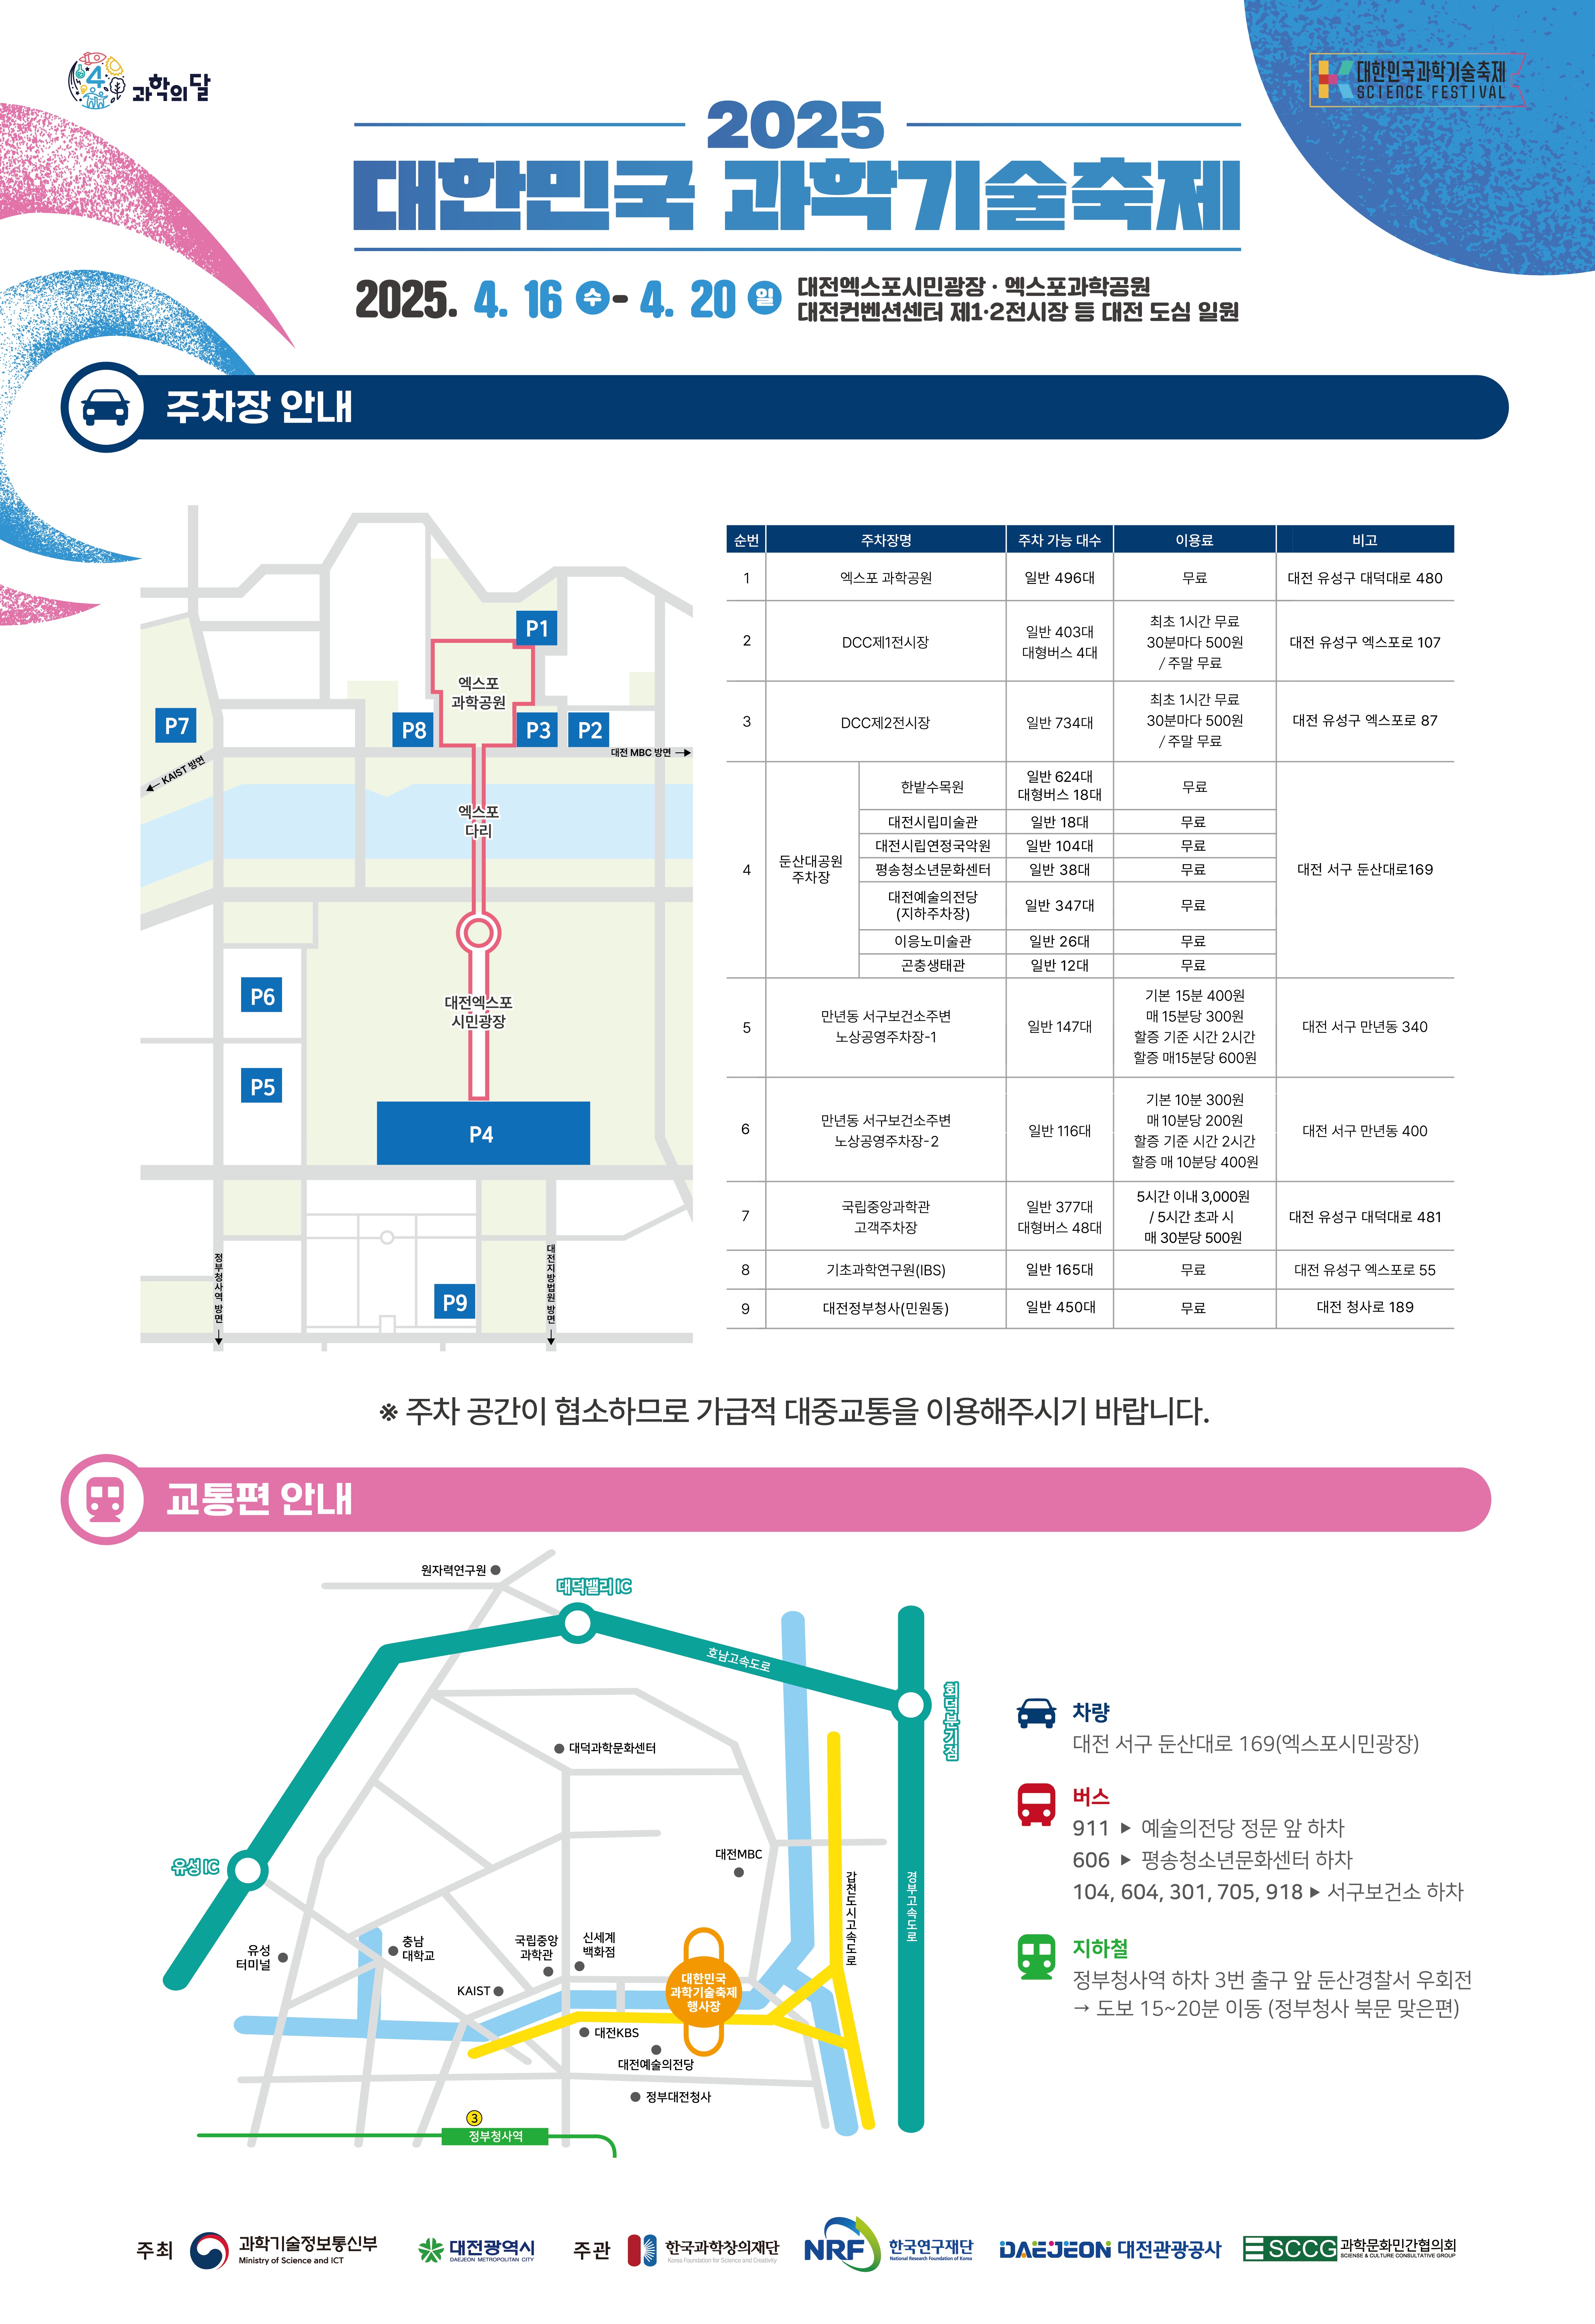 4
과학의달
대한민국과학기술축제
SCIENCE FESTIVAL
2025
대한민국 과학기술축제
2025. 4. 16 수 - 4. 20 일
대전엑스포시민광장 · 엑스포과학공원
대전컨벤션센터 제1·2전시장 등 대전 도심 일원
주차장 안내
P1
엑스포
과학공원
P7
P8
P3
P2
← KAIST 방면
대전 MBC 방면 →
엑스포
다리
P6
대전엑스포
시민광장
P5
P4
정부청사역 방면 →
대전지방법원 방면 →
P9
순번 주차장명 주차 가능 대수 이용료 비고
1 엑스포 과학공원 일반 496대 무료 대전 유성구 대덕대로 480
2 DCC제1전시장 일반 403대 대형버스 4대 최초 1시간 무료 30분마다 500원 / 주말 무료 대전 유성구 엑스포로 107
3 DCC제2전시장 일반 734대 최초 1시간 무료 30분마다 500원 / 주말 무료 대전 유성구 엑스포로 87
4 둔산대공원 주차장 한밭수목원 일반 624대 대형버스 18대 무료 대전 서구 둔산대로169
대전시립미술관 일반 18대 무료
대전시립연정국악원 일반 104대 무료
평송청소년문화센터 일반 38대 무료
대전예술의전당 (지하주차장) 일반 347대 무료
이응노미술관 일반 26대 무료
곤충생태관 일반 12대 무료
5 만년동 서구보건소주변 노상공영주차장-1 일반 147대 기본 15분 400원 매 15분당 300원 할증 기준 시간 2시간 할증 매15분당 600원 대전 서구 만년동 340
6 만년동 서구보건소주변 노상공영주차장-2 일반 116대 기본 10분 300원 매 10분당 200원 할증 기준 시간 2시간 할증 매 10분당 400원 대전 서구 만년동 400
7 국립중앙과학관 고객주차장 일반 377대 대형버스 48대 5시간 이내 3,000원 / 5시간 초과 시 매 30분당 500원 대전 유성구 대덕대로 481
8 기초과학연구원(IBS) 일반 165대 무료 대전 유성구 엑스포로 55
9 대전정부청사(민원동) 일반 450대 무료 대전 청사로 189
※ 주차 공간이 협소하므로 가급적 대중교통을 이용해주시기 바랍니다.
교통편 안내
원자력연구원
대덕밸리 IC
호남고속도로
회덕분기점
대덕과학문화센터
유성 IC
대전MBC
갑천도시고속도로
경부고속도로
유성
터미널
충남
대학교
국립중앙
과학관
신세계
백화점
KAIST
대한민국
과학기술축제
행사장
대전KBS
대전예술의전당
정부대전청사
3
정부청사역
차량
대전 서구 둔산대로 169(엑스포시민광장)
버스
911 ▶ 예술의전당 정문 앞 하차
606 ▶ 평송청소년문화센터 하차
104, 604, 301, 705, 918 ▶ 서구보건소 하차
지하철
정부청사역 하차 3번 출구 앞 둔산경찰서 우회전
→ 도보 15~20분 이동 (정부청사 북문 맞은편)
주최
과학기술정보통신부
Ministry of Science and ICT
대전광역시
DAEJEON METROPOLITAN CITY
주관
한국과학창의재단
Korea Foundation for Science and Creativity
NRF 한국연구재단
National Research Foundation of Korea
DAEJEON 대전관광공사
SCCG 과학문화민간협의회
SCIENSE & CULTURE CONSULTATIVE GROUP